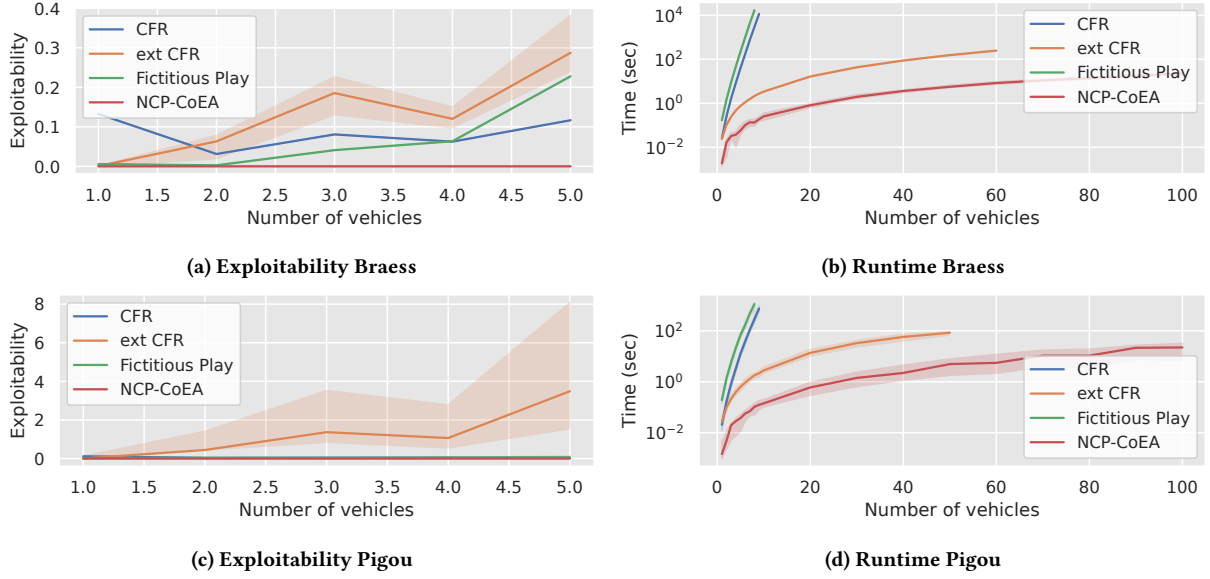 0.4
0.3
0.2
0.1
0.0
Exploitability
CFR
ext CFR
Fictitious Play
NCP-CoEA
1.0 1.5 2.0 2.5 3.0 3.5 4.0 4.5 5.0
Number of vehicles
(a) Exploitability Braess
10^4
10^2
10^0
10^−2
Time (sec)
CFR
ext CFR
Fictitious Play
NCP-CoEA
0 20 40 60 80 100
Number of vehicles
(b) Runtime Braess
8
6
4
2
0
Exploitability
CFR
ext CFR
Fictitious Play
NCP-CoEA
1.0 1.5 2.0 2.5 3.0 3.5 4.0 4.5 5.0
Number of vehicles
(c) Exploitability Pigou
10^2
10^0
10^−2
Time (sec)
CFR
ext CFR
Fictitious Play
NCP-CoEA
0 20 40 60 80 100
Number of vehicles
(d) Runtime Pigou